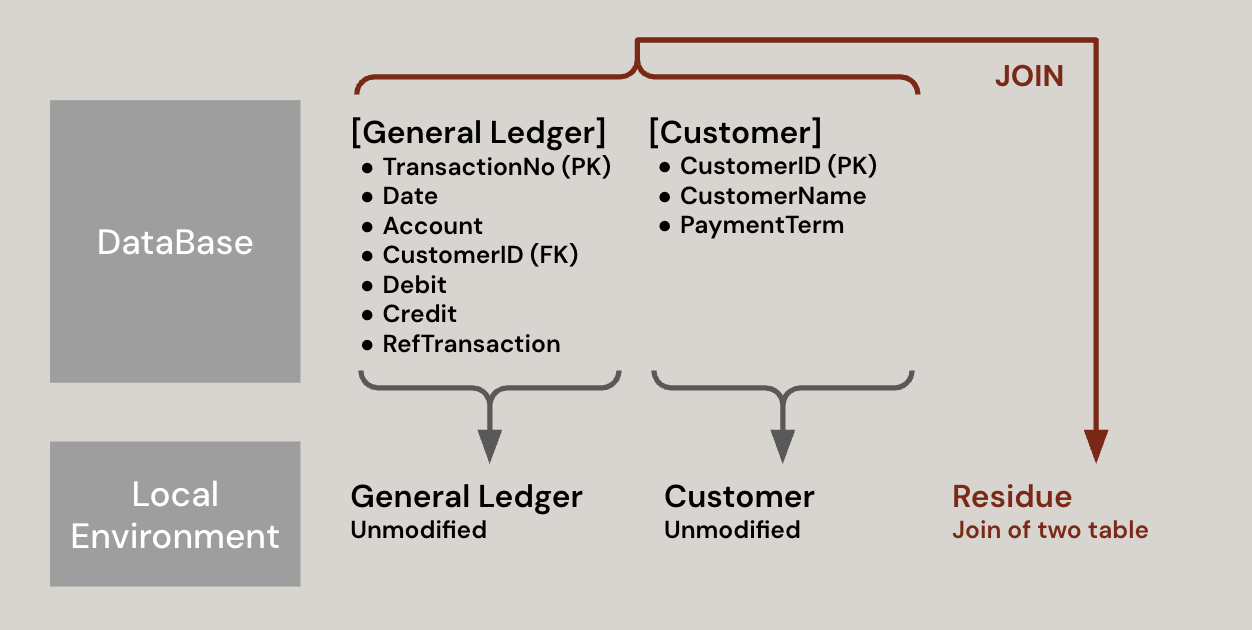 JOIN
DataBase
[General Ledger]
● TransactionNo (PK)
● Date
● Account
● CustomerID (FK)
● Debit
● Credit
● RefTransaction
[Customer]
● CustomerID (PK)
● CustomerName
● PaymentTerm
Local
Environment
General Ledger
Unmodified
Customer
Unmodified
Residue
Join of two table